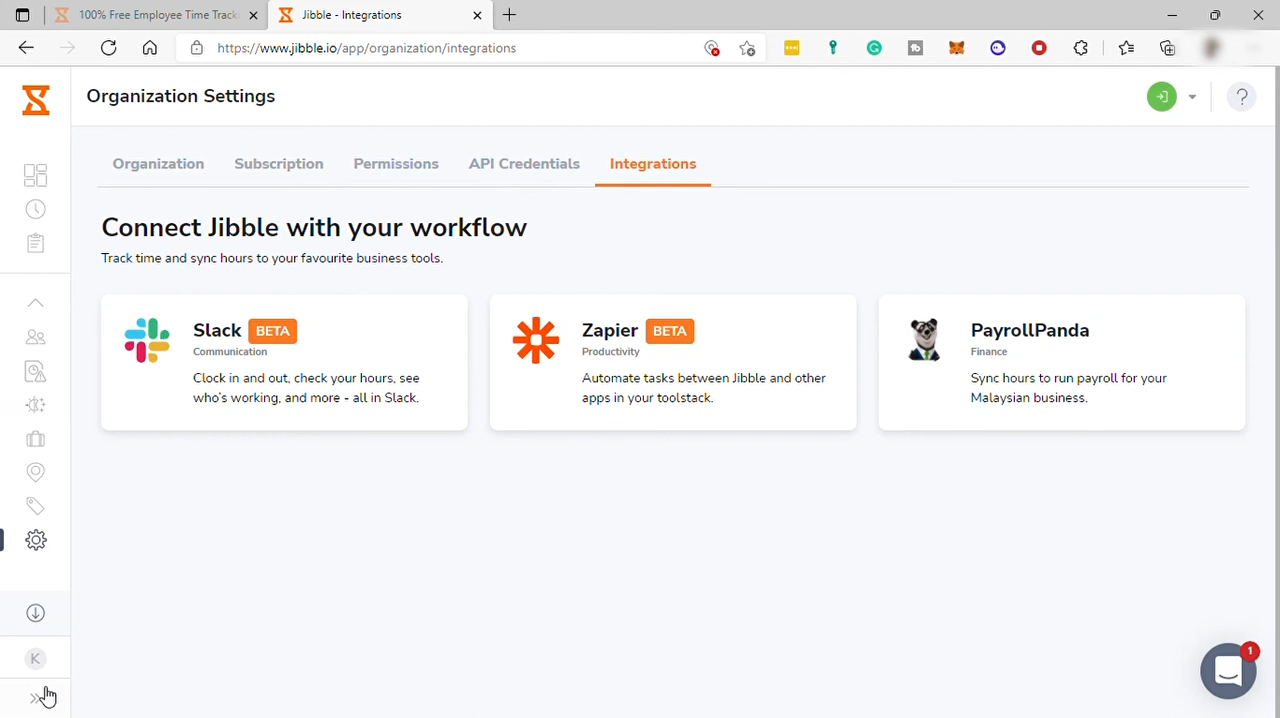 100% Free Employee Time Track
Jibble - Integrations
https://www.jibble.io/app/organization/integrations
Organization Settings
Organization
Subscription
Permissions
API Credentials
Integrations
Connect Jibble with your workflow
Track time and sync hours to your favourite business tools.
Slack BETA
Communication
Clock in and out, check your hours, see
who's working, and more - all in Slack.
Zapier BETA
Productivity
Automate tasks between Jibble and other
apps in your toolstack.
PayrollPanda
Finance
Sync hours to run payroll for your
Malaysian business.
K
1